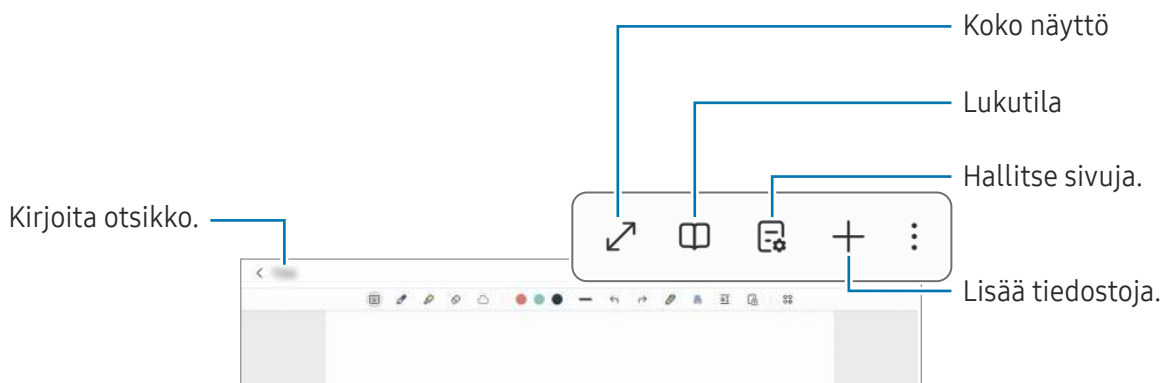 Koko näyttö
Lukutila
Hallitse sivuja.
Kirjoita otsikko.
Lisää tiedostoja.